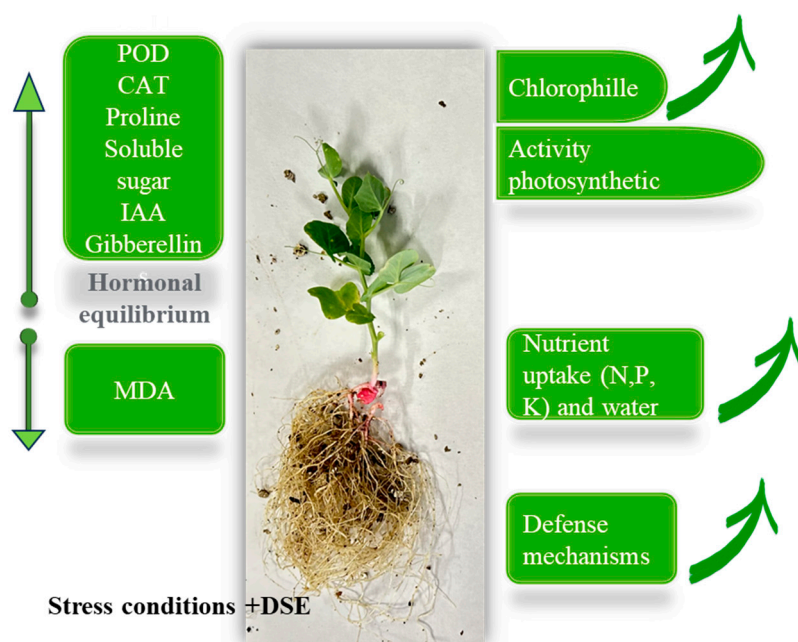 POD
CAT
Proline
Soluble
sugar
IAA
Gibberellin
Hormonal
equilibrium
MDA
Chlorophille
Activity
photosynthetic
Nutrient
uptake (N,P,
K) and water
Defense
mechanisms
Stress conditions +DSE